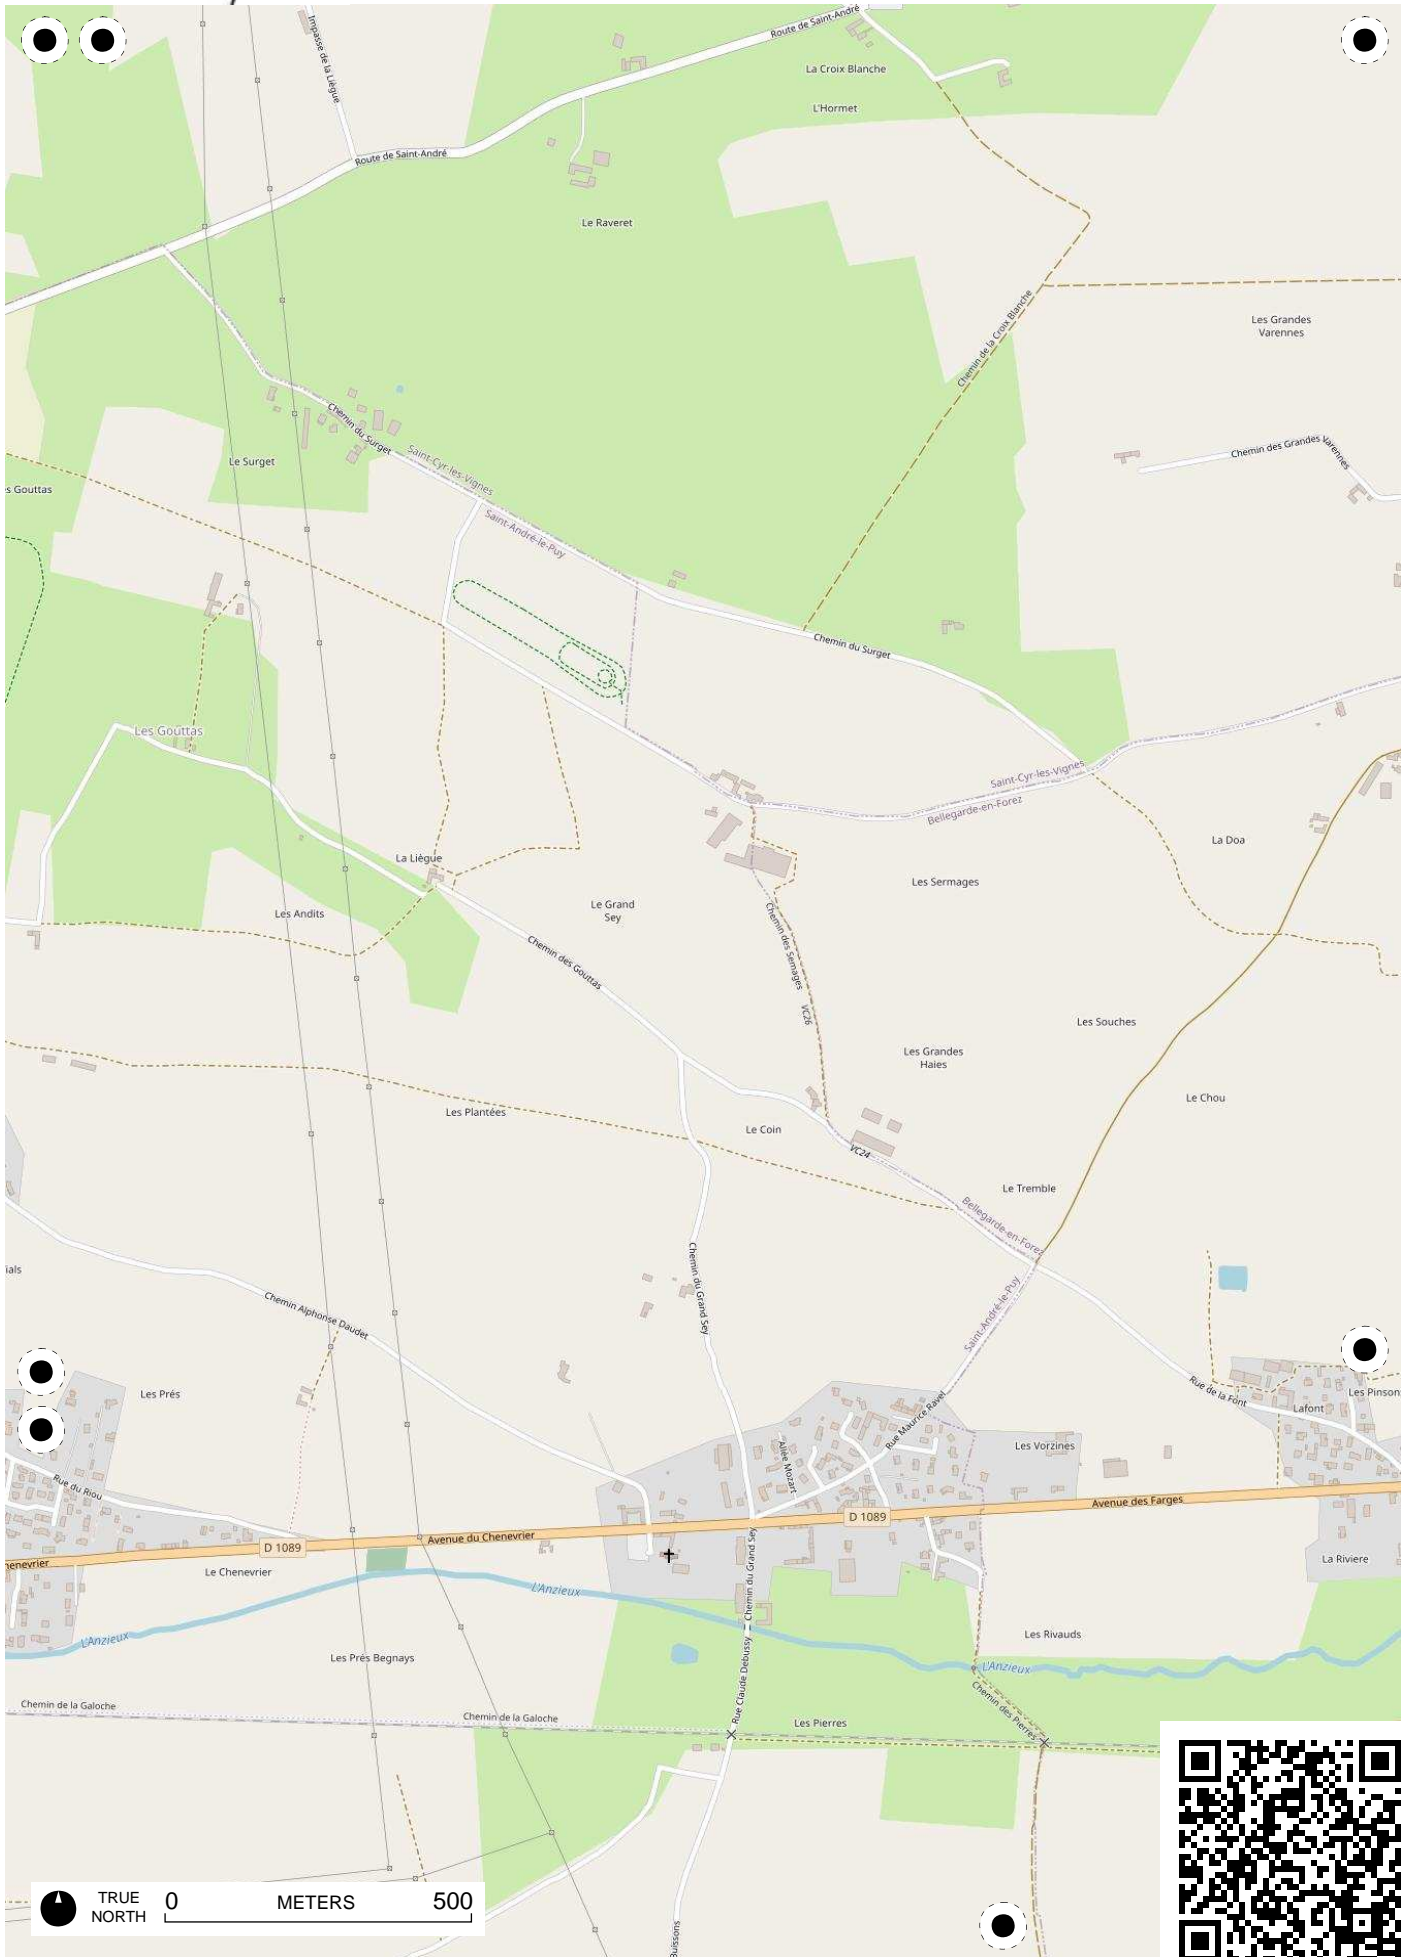 Impasse de la Liègue
Route de Saint-André
La Croix Blanche
L'Hormet
Route de Saint-André
Le Raveret
Chemin de la Croix Blanche
Les Grandes
Varennes
Chemin du Surget
Saint-Cyr-les-Vignes
Chemin des Grandes Varennes
Le Surget
es Gouttas
Saint-André-le-Puy
Chemin du Surget
Les Gouttas
Saint-Cyr-les-Vignes
Bellegarde-en-Forez
La Doa
La Liègue
Les Sermages
Les Andits
Le Grand
Sey
Chemin des Gouttas
Chemin des Semages
VC26
Les Souches
Les Grandes
Haies
Le Chou
Les Plantées
Le Coin
VC24
Le Tremble
Bellegarde-en-Forez
ials
Chemin du Grand Sey
Saint-André-le-Puy
Chemin Alphonse Daudet
Les Prés
Rue de la Font
Les Pinson
Lafont
Rue Maurice Ravel
Allée Mozart
Les Vorzines
Rue du Riou
Avenue des Farges
D 1089
Avenue du Chenevrier
D 1089
henevrier
Le Chenevrier
La Riviere
L'Anzieux
Chemin du Grand Sey
L'Anzieux
Les Rivauds
Les Prés Begnays
L'Anzieux
Rue Claude Debussy
Chemin des Pierres
Chemin de la Galoche
Chemin de la Galoche
Les Pierres
Buissons
TRUE
NORTH
0 METERS 500